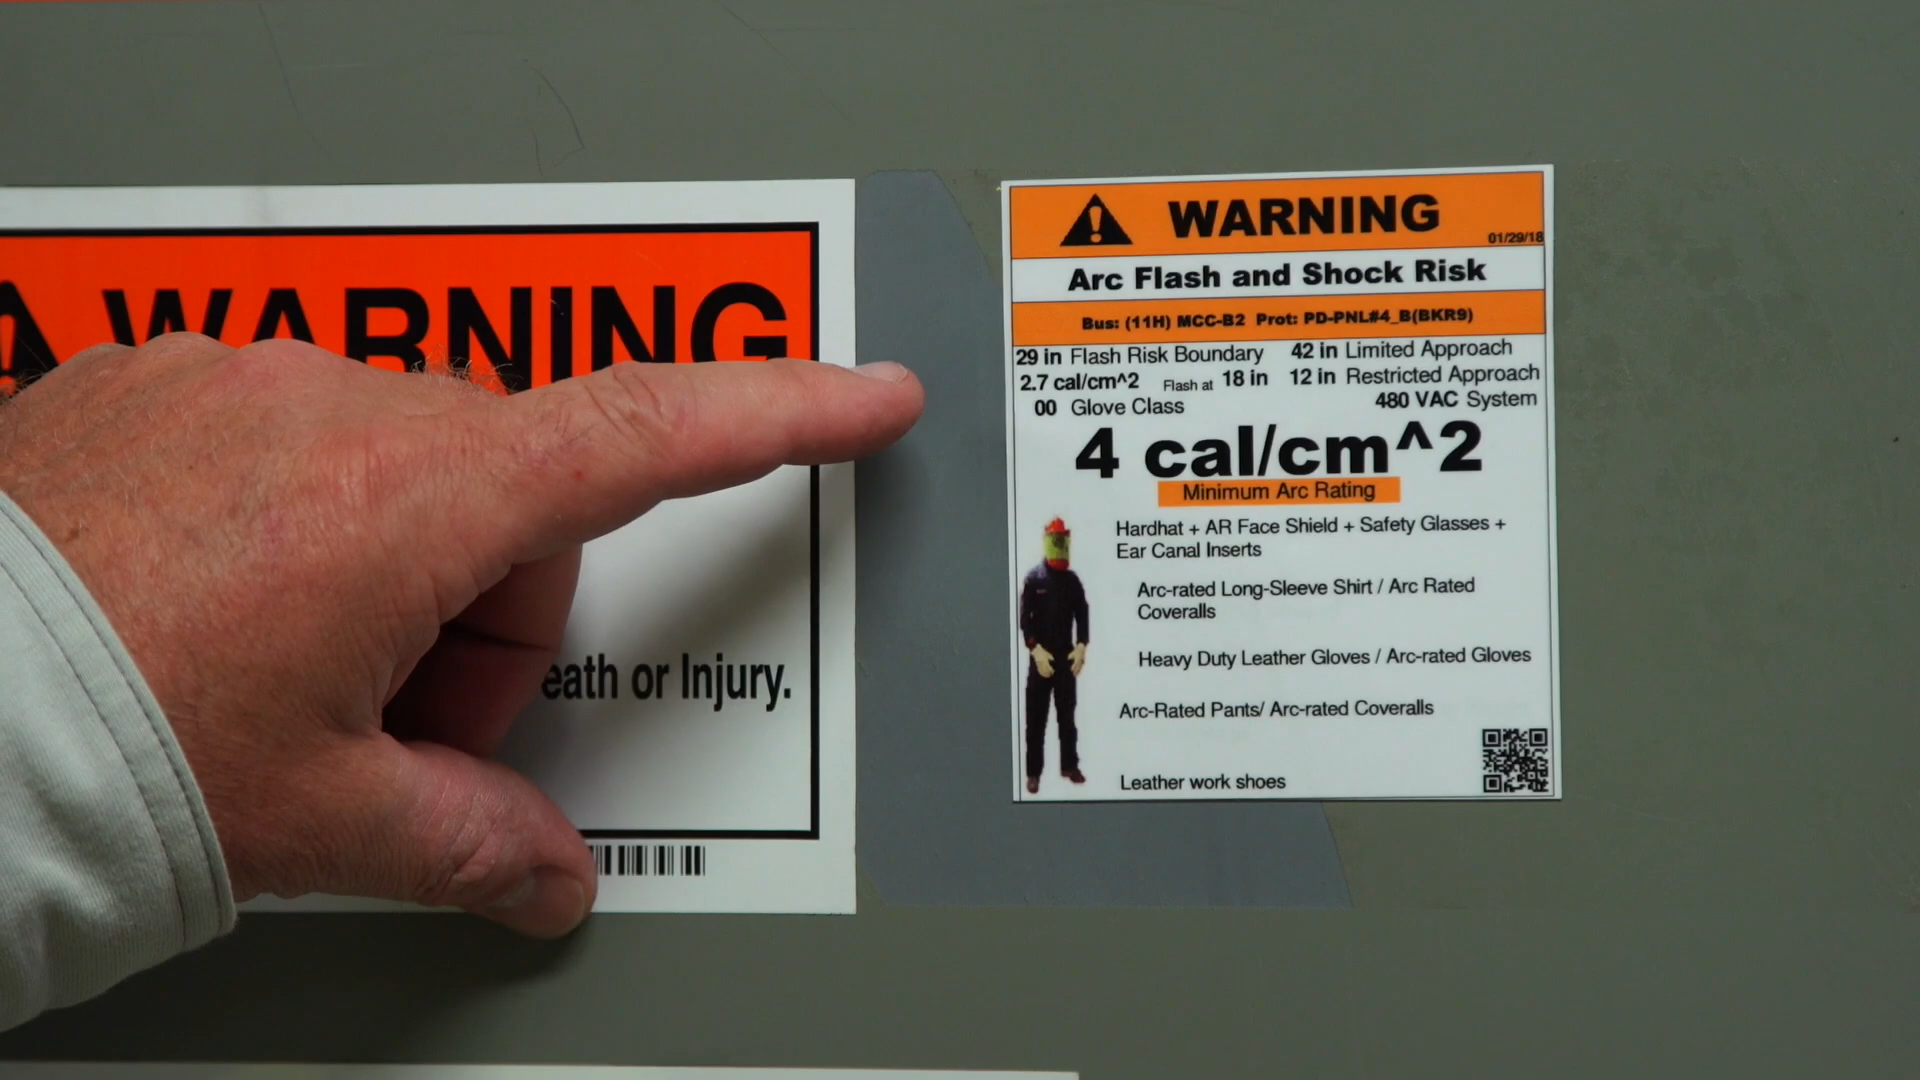 WARNING
eath or Injury.
WARNING
01/29/18
Arc Flash and Shock Risk
Bus: (11H) MCC-B2 Prot: PD-PNL#4_B(BKR9)
29 in Flash Risk Boundary 42 in Limited Approach
2.7 cal/cm^2 Flash at 18 in 12 in Restricted Approach
00 Glove Class 480 VAC System
4 cal/cm^2
Minimum Arc Rating
Hardhat + AR Face Shield + Safety Glasses +
Ear Canal Inserts
Arc-rated Long-Sleeve Shirt / Arc Rated
Coveralls
Heavy Duty Leather Gloves / Arc-rated Gloves
Arc-Rated Pants/ Arc-rated Coveralls
Leather work shoes